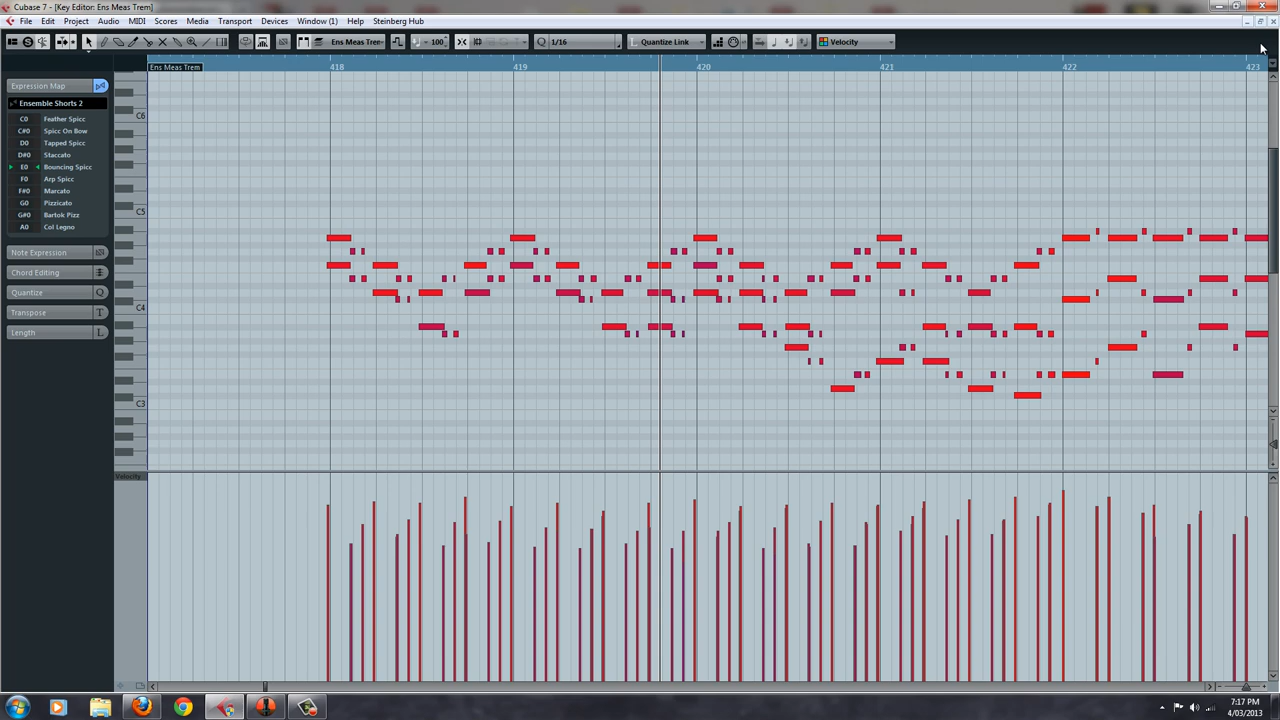 Cubase 7 - [Key Editor: Ens Meas Trem]
File Edit Project Audio MIDI Scores Media Transport Devices Window (1) Help Steinberg Hub
Ens Meas Tren 100 Q 1/16 Quantize Link Velocity
Ens Meas Trem 418 419 420 421 422 423
Expression Map
Ensemble Shorts 2
C0 Feather Spicc
C#0 Spicc On Bow
D0 Tapped Spicc
D#0 Staccato
E0 Bouncing Spicc
F0 Arp Spicc
F#0 Marcato
G0 Pizzicato
G#0 Bartok Pizz
A0 Col Legno
Note Expression
Chord Editing
Quantize Q
Transpose T
Length L
C6
C5
C4
C3
Velocity
7:17 PM
4/03/2013